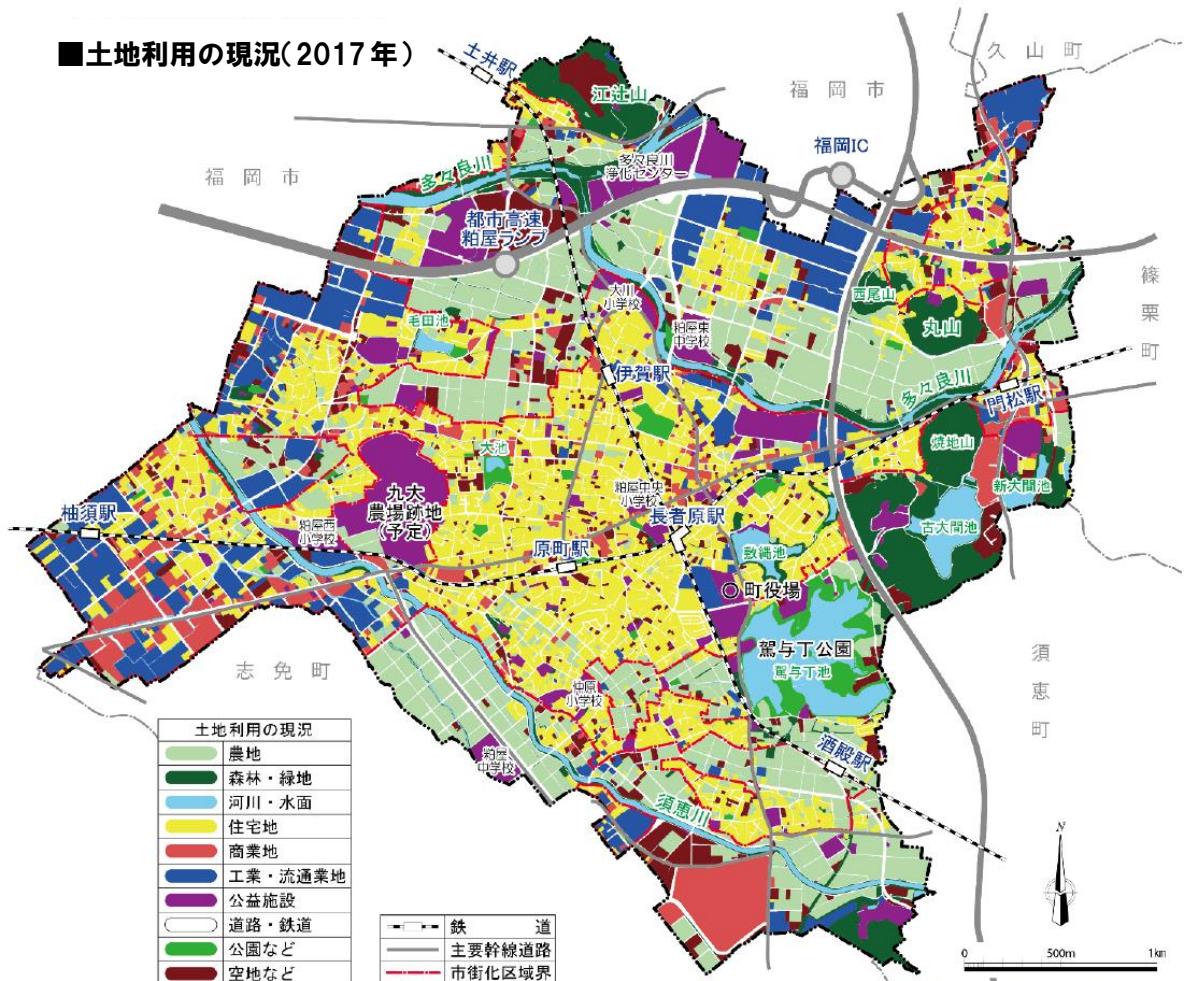 ■土地利用の現況(2017年)
土井駅
江辻山
久山町
福岡市
福岡IC
多々良川
浄化センター
多々良川
福岡市
都市高速
粕屋ランプ
篠栗町
大川
小学校
西尾山
丸山
毛田池
粕屋東
中学校
伊賀駅
多々良川
門松駅
焼地山
大池
新大間池
九大
農場跡地
(予定)
粕屋中央
小学校
柚須駅
長者原駅
古大間池
粕屋西
小学校
原町駅
敷縄池
町役場
駕与丁公園
駕与丁池
志免町
須恵町
仲原
小学校
粕屋
中学校
酒殿駅
須恵川
土地利用の現況
農地
森林・緑地
河川・水面
住宅地
商業地
工業・流通業地
公益施設
道路・鉄道
公園など
空地など
鉄道
主要幹線道路
市街化区域界
N
0 500m 1km